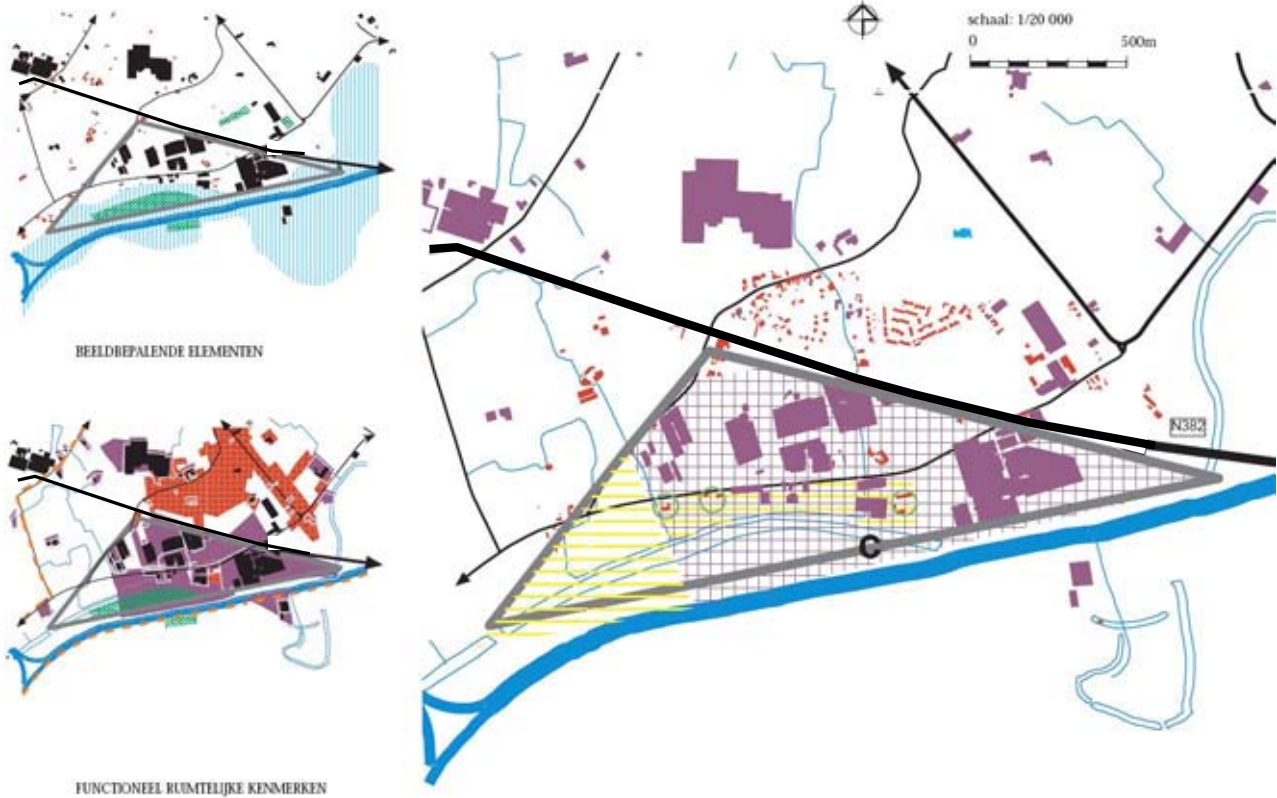 schaal: 1/20 000
0 500m
BEELDBEPALENDE ELEMENTEN
N382
C
FUNCTIONEEL RUIMTELIJKE KENMERKEN